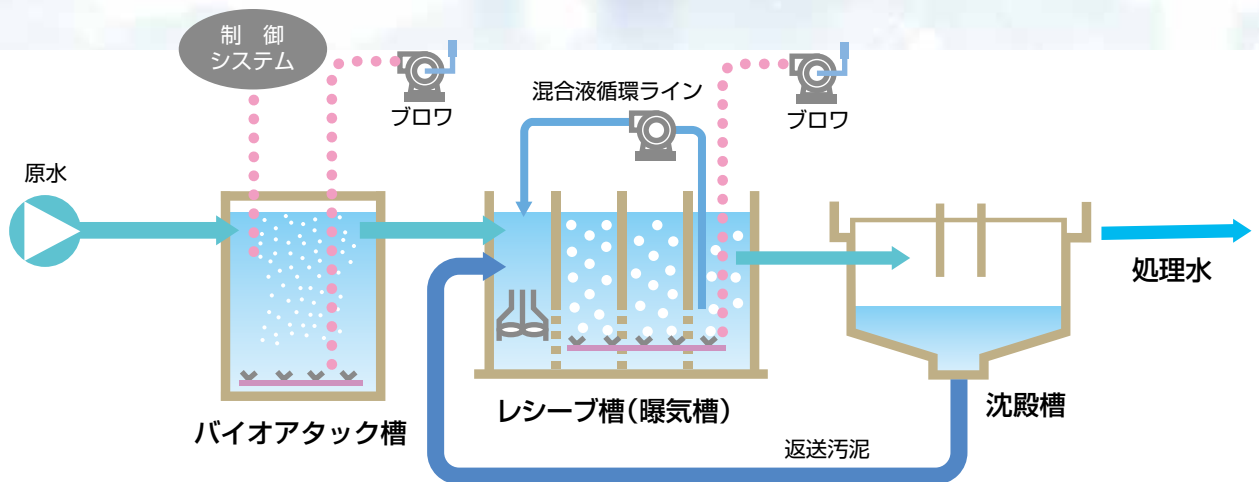 制 御
システム
ブロワ
混合液循環ライン
ブロワ
原水
処理水
バイオアタック槽
レシーブ槽(曝気槽)
沈殿槽
返送汚泥